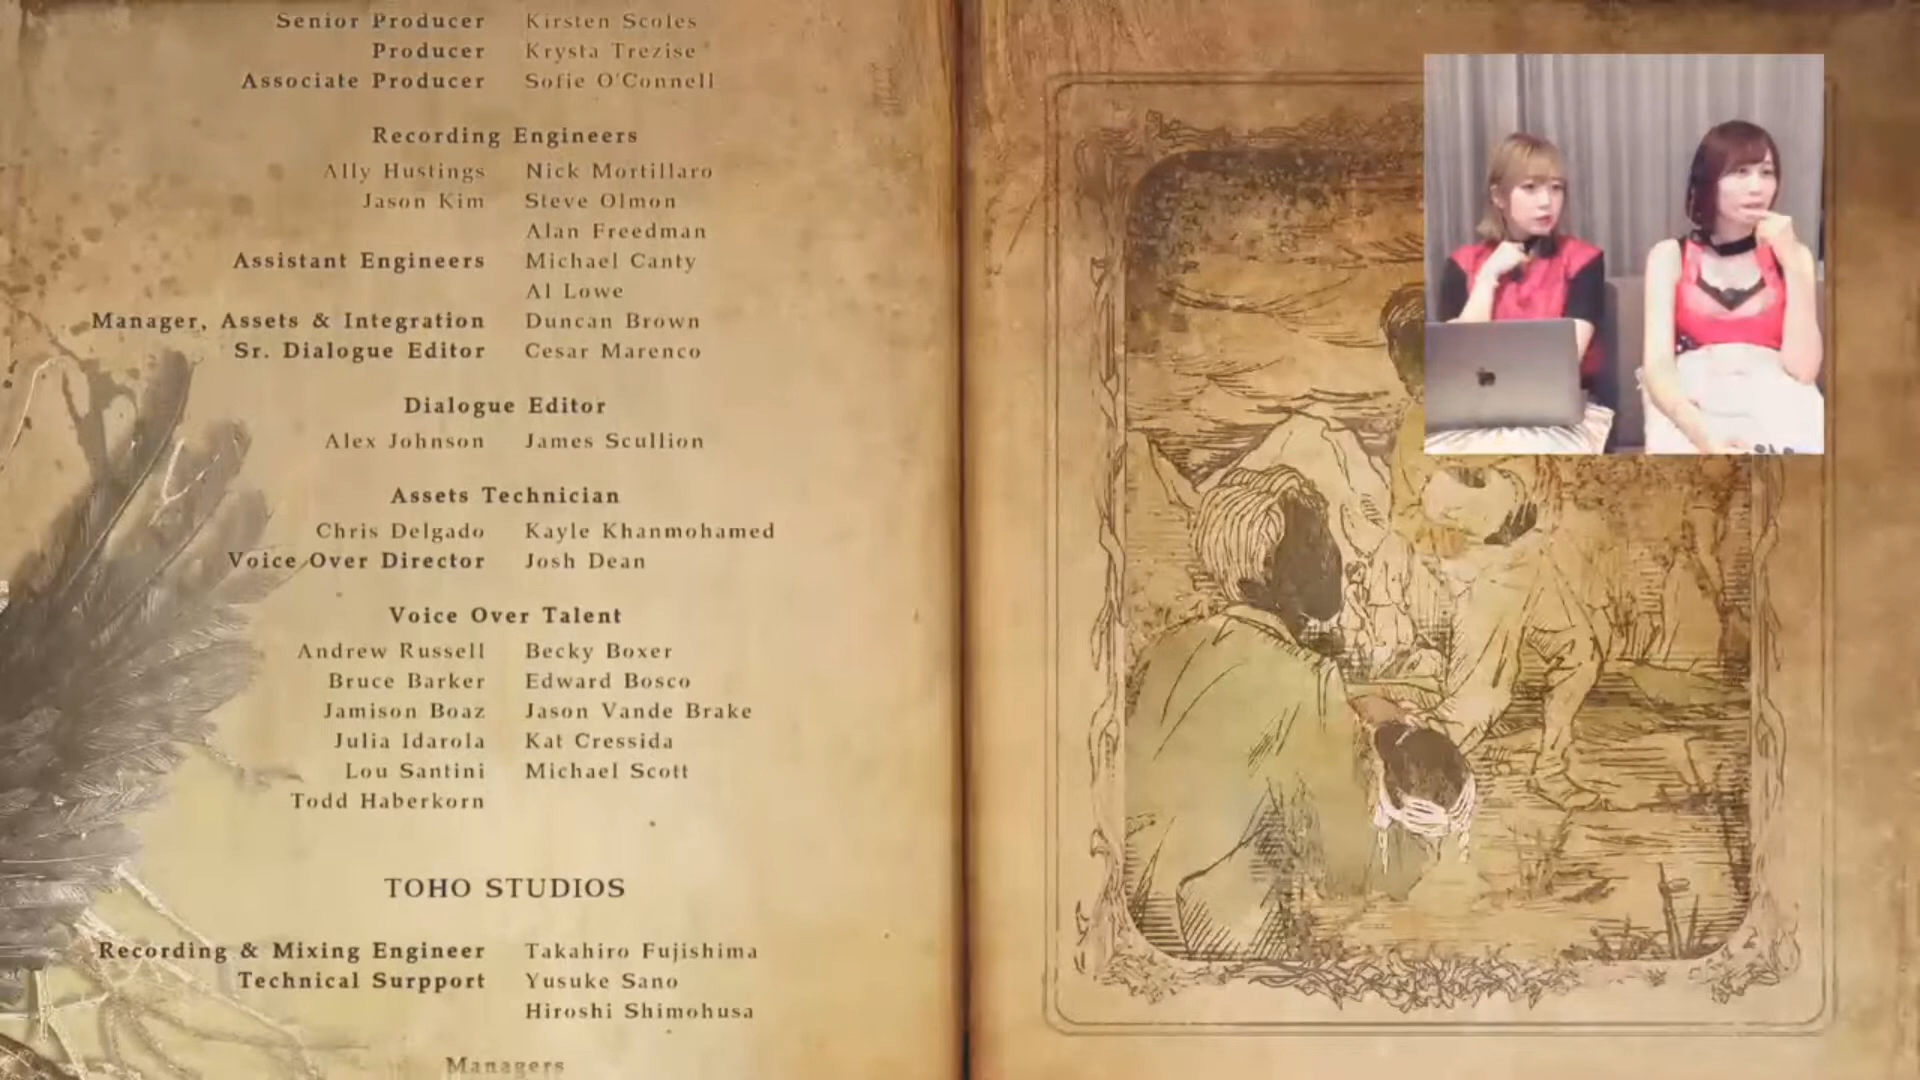 Senior Producer Kirsten Scoles
Producer Krysta Trezise
Associate Producer Sofie O'Connell
Recording Engineers
Ally Hustings Nick Mortillaro
Jason Kim Steve Olmon
Alan Freedman
Assistant Engineers Michael Canty
Al Lowe
Manager, Assets & Integration Duncan Brown
Sr. Dialogue Editor Cesar Marenco
Dialogue Editor
Alex Johnson James Scullion
Assets Technician
Chris Delgado Kayle Khanmohamed
Voice Over Director Josh Dean
Voice Over Talent
Andrew Russell Becky Boxer
Bruce Barker Edward Bosco
Jamison Boaz Jason Vande Brake
Julia Idarola Kat Cressida
Lou Santini Michael Scott
Todd Haberkorn
TOHO STUDIOS
Recording & Mixing Engineer Takahiro Fujishima
Technical Surpport Yusuke Sano
Hiroshi Shimohusa
Managers